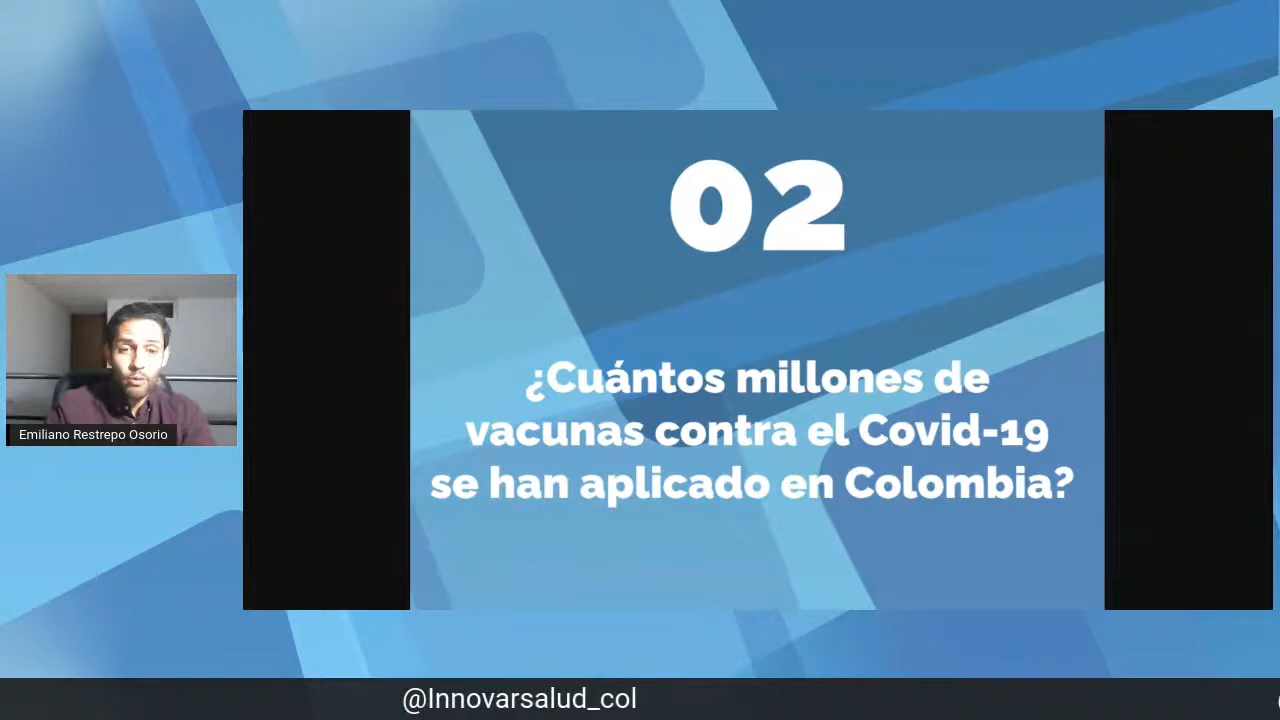 02
¿Cuántos millones de
vacunas contra el Covid-19
se han aplicado en Colombia?
Emiliano Restrepo Osorio
@Innovarsalud_col